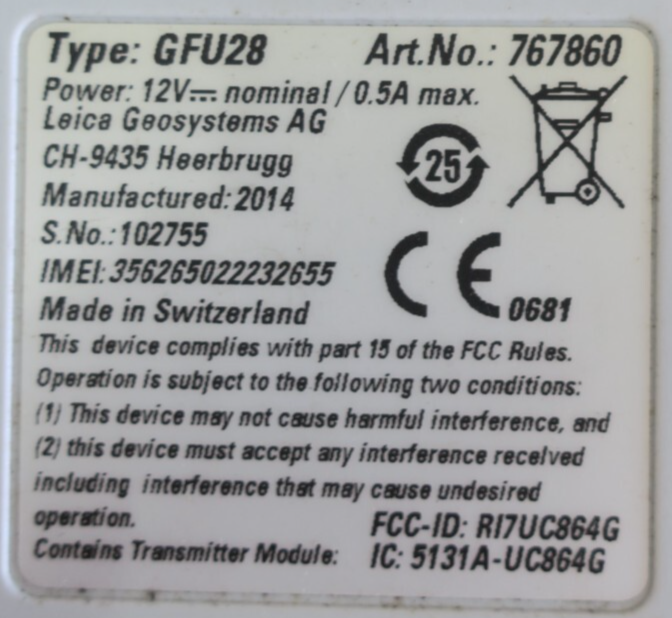 Type: GFU28 Art.No.: 767860
Power: 12V⎓ nominal / 0.5A max.
Leica Geosystems AG
CH-9435 Heerbrugg
25
Manufactured: 2014
S.No.: 102755
IMEI: 356265022232655
CE 0681
Made in Switzerland
This device complies with part 15 of the FCC Rules.
Operation is subject to the following two conditions:
(1) This device may not cause harmful interference, and
(2) this device must accept any interference received
including interference that may cause undesired
operation.
FCC-ID: RI7UC864G
Contains Transmitter Module: IC: 5131A-UC864G